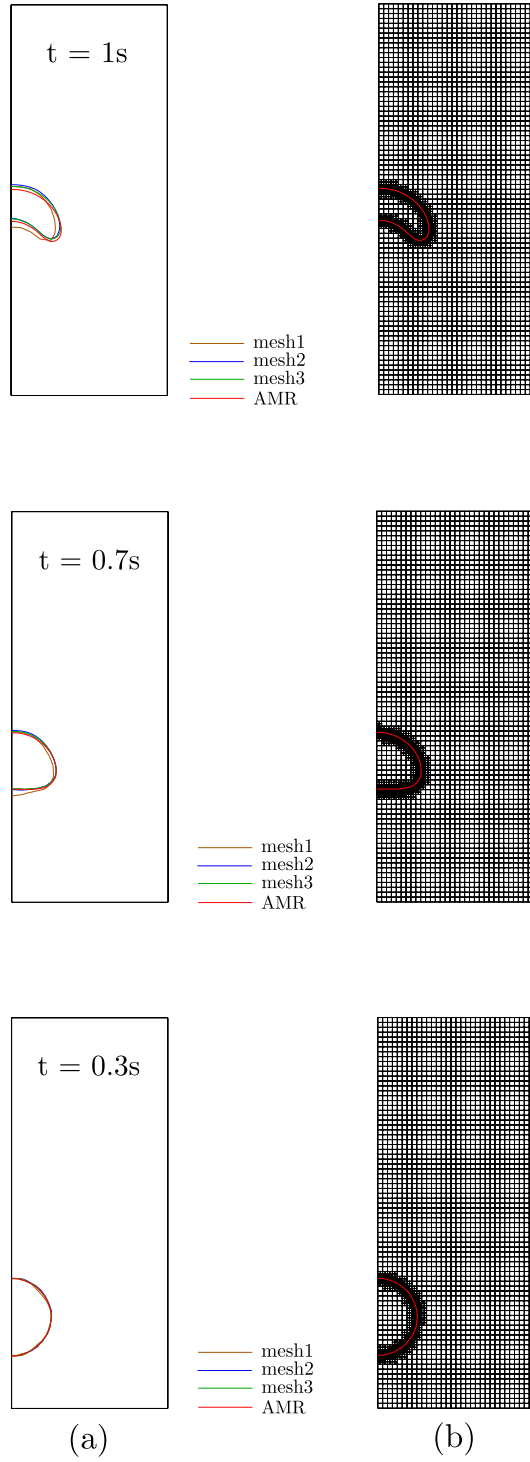 t = 1s
mesh1
mesh2
mesh3
AMR
t = 0.7s
mesh1
mesh2
mesh3
AMR
t = 0.3s
mesh1
mesh2
mesh3
AMR
(a)
(b)